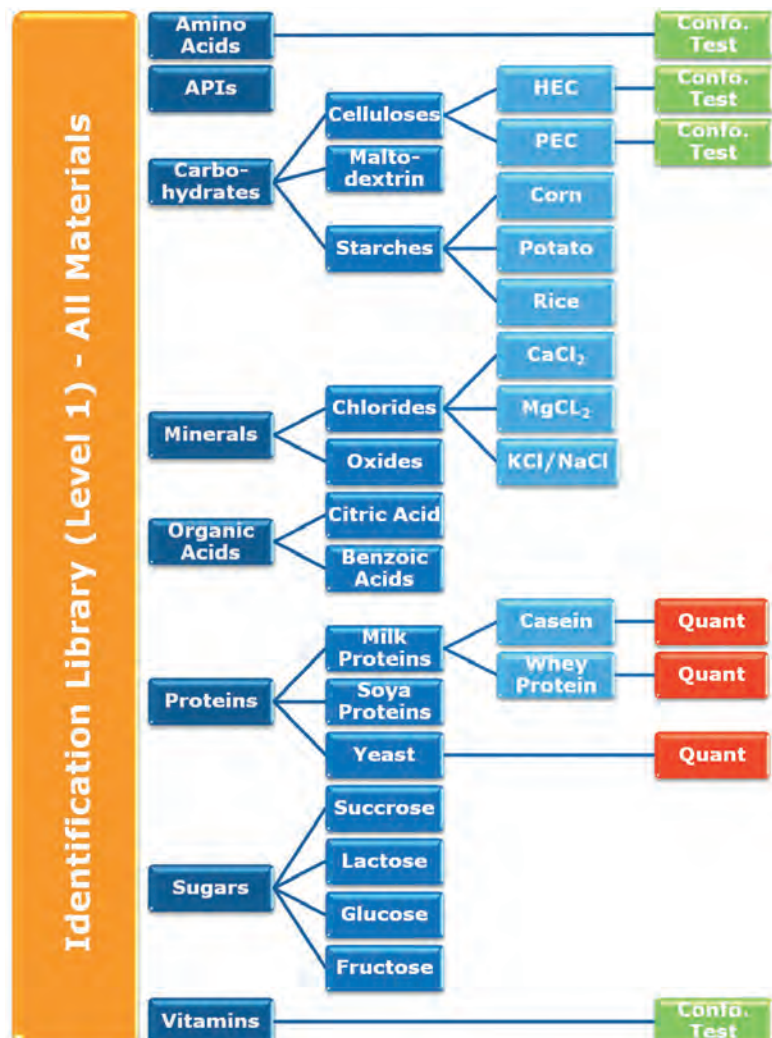 Identification Library (Level 1) - All Materials
Amino
Acids
Confo.
Test
APIs
HEC
Confo.
Test
Celluloses
PEC
Confo.
Test
Carbo-
hydrates
Malto-
dextrin
Corn
Starches
Potato
Rice
CaCl₂
Minerals
Chlorides
MgCL₂
Oxides
KCl/NaCl
Organic
Acids
Citric Acid
Benzoic
Acids
Proteins
Milk
Proteins
Casein
Quant
Whey
Protein
Quant
Soya
Proteins
Yeast
Quant
Sugars
Succrose
Lactose
Glucose
Fructose
Vitamins
Confo.
Test